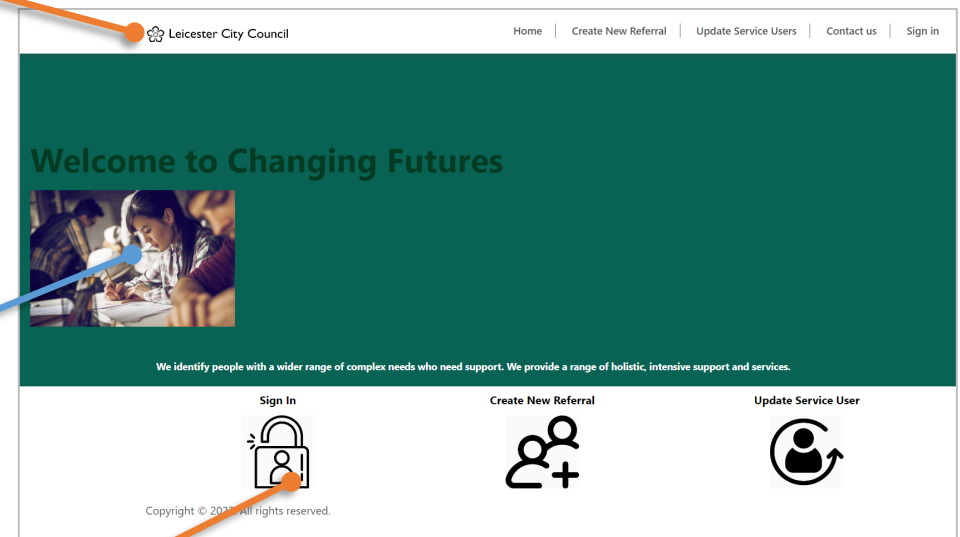 Leicester City Council
Home Create New Referral Update Service Users Contact us Sign in
Welcome to Changing Futures
We identify people with a wider range of complex needs who need support. We provide a range of holistic, intensive support and services.
Sign In Create New Referral Update Service User
Copyright © All rights reserved.